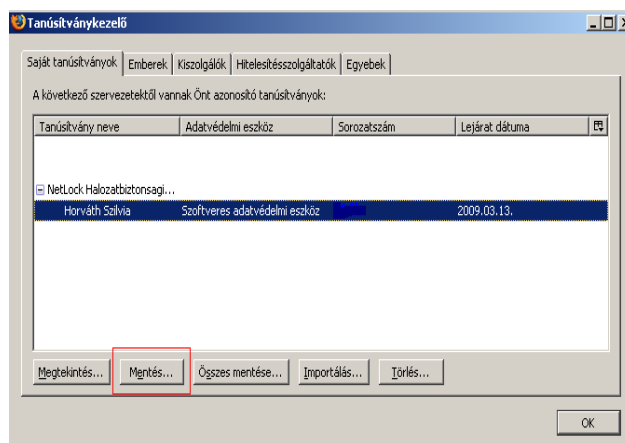 Tanúsítványkezelő
Saját tanúsítványok Emberek Kiszolgálók Hitelesítésszolgáltatók Egyebek
A következő szervezetektől vannak Önt azonosító tanúsítványok:
Tanúsítvány neve Adatvédelmi eszköz Sorozatszám Lejárat dátuma
NetLock Halozatbiztonsagi...
Horváth Szilvia Szoftveres adatvédelmi eszköz 2009.03.13.
Megtekintés... Mentés... Összes mentése... Importálás... Törlés...
OK